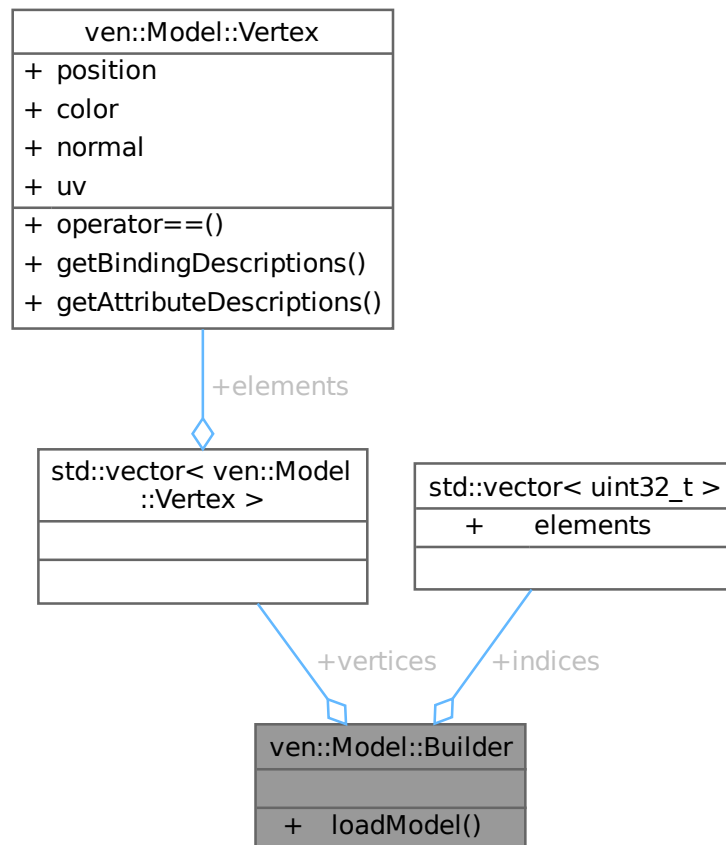 ven::Model::Vertex
+ position
+ color
+ normal
+ uv
+ operator==()
+ getBindingDescriptions()
+ getAttributeDescriptions()
+elements
std::vector< ven::Model
::Vertex >
std::vector< uint32_t >
+ elements
+vertices
+indices
ven::Model::Builder
+ loadModel()